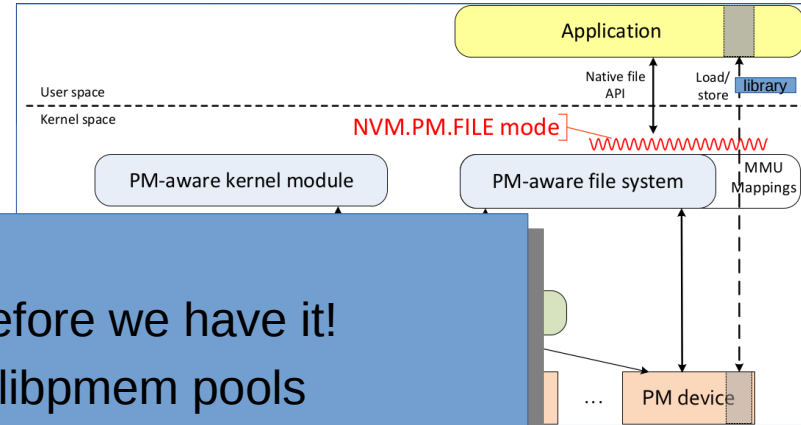 Application
Native file
API
Load/
store
library
User space
Kernel space
NVM.PM.FILE mode
PM-aware kernel module
PM-aware file system
MMU
Mappings
we have it!
libpmem pools
...
PM device